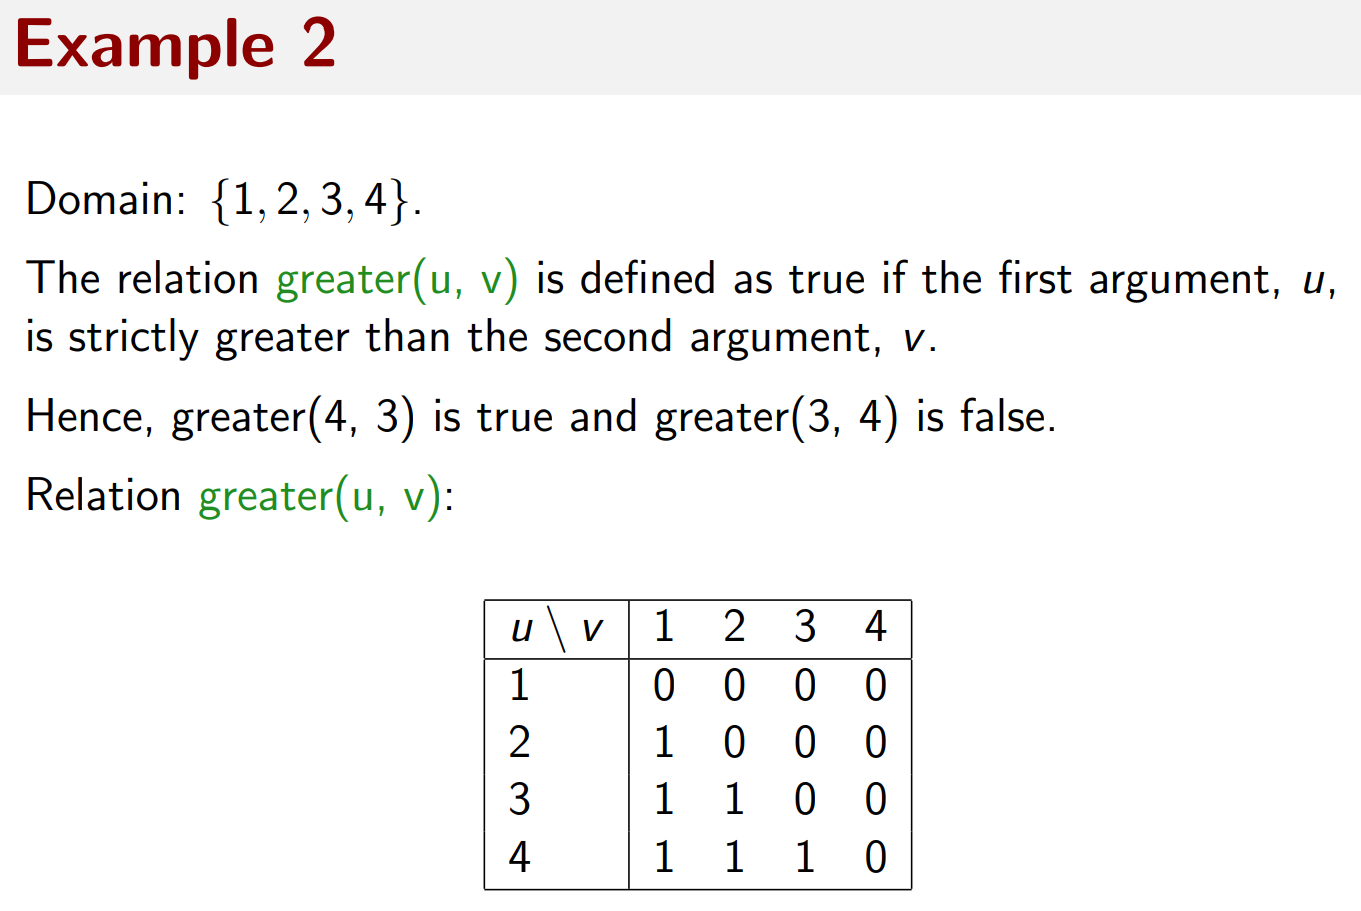 Example 2
Domain: {1, 2, 3, 4}.
The relation greater(u, v) is defined as true if the first argument, u,
is strictly greater than the second argument, v.
Hence, greater(4, 3) is true and greater(3, 4) is false.
Relation greater(u, v):
u \ v 1 2 3 4
1 0 0 0 0
2 1 0 0 0
3 1 1 0 0
4 1 1 1 0